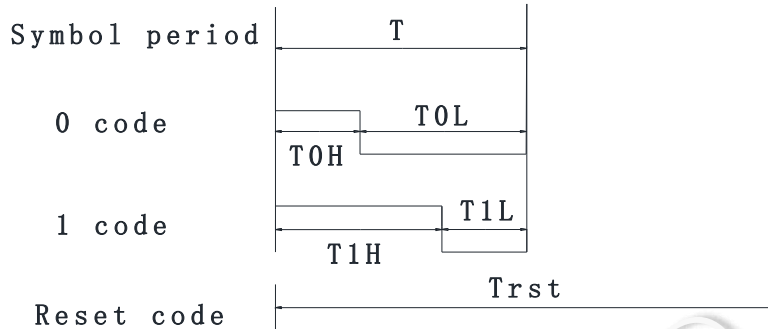 Symbol period T
0 code T0L
T0H
1 code T1L
T1H
Trst
Reset code